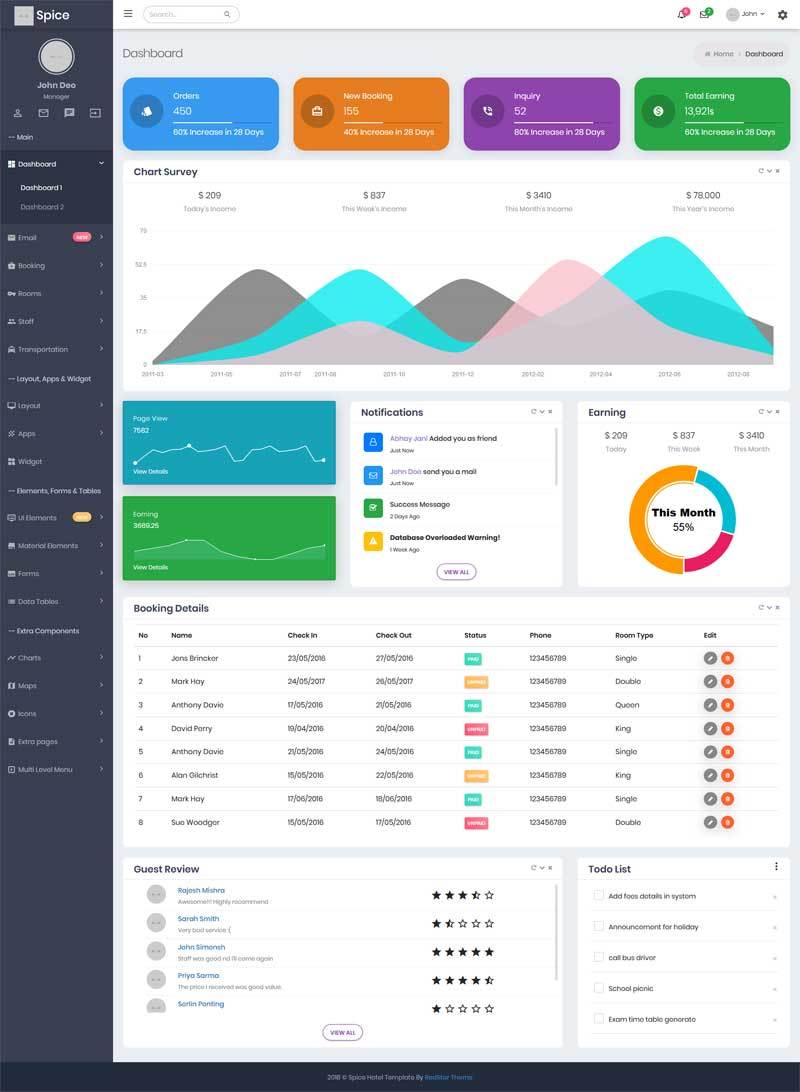 Spice
Search...
6
2
John
John Deo
Manager
-- Main
Dashboard
Dashboard 1
Dashboard 2
Email NEW
Booking
Rooms
Staff
Transportation
-- Layout, Apps & Widget
Layout
Apps
Widget
-- Elements, Forms & Tables
UI Elements NEW
Material Elements
Forms
Data Tables
-- Extra Components
Charts
Maps
Icons
Extra pages
Multi Level Menu
Dashboard
Home > Dashboard
Orders
450
60% Increase in 28 Days
New Booking
155
40% Increase in 28 Days
Inquiry
52
80% Increase in 28 Days
Total Earning
13,921$
60% Increase in 28 Days
Chart Survey
$ 209 $ 837 $ 3410 $ 78,000
Today's Income This Week's Income This Month's Income This Year's Income
70
52.5
35
17.5
0
2011-03 2011-05 2011-07 2011-08 2011-10 2011-12 2012-02 2012-04 2012-06 2012-08
Page View
7582
View Details
Earning
3669.25
View Details
Notifications
Abhay Jani Added you as friend
Just Now
John Doe send you a mail
Just Now
Success Message
2 Days Ago
Database Overloaded Warning!
1 Week Ago
VIEW ALL
Earning
$ 209 $ 837 $ 3410
Today This Week This Month
This Month
55%
Booking Details
No Name Check In Check Out Status Phone Room Type Edit
1 Jens Brincker 23/05/2016 27/05/2016 PAID 123456789 Single
2 Mark Hay 24/05/2017 26/05/2017 UNPAID 123456789 Double
3 Anthony Davie 17/05/2016 21/05/2016 PAID 123456789 Queen
4 David Perry 19/04/2016 20/04/2016 UNPAID 123456789 King
5 Anthony Davie 21/05/2016 24/05/2016 PAID 123456789 Single
6 Alan Gilchrist 15/05/2016 22/05/2016 UNPAID 123456789 King
7 Mark Hay 17/06/2016 18/06/2016 PAID 123456789 Single
8 Sue Woodger 15/05/2016 17/05/2016 UNPAID 123456789 Double
Guest Review
Rajesh Mishra
Awesome!!! Highly recommend
Sarah Smith
Very bad service :(
John Simensh
Staff was good nd i'll come again
Priya Sarma
The price I received was good value.
Serlin Ponting
VIEW ALL
Todo List
Add fees details in system
Announcement for holiday
call bus driver
School picnic
Exam time table generate
2018 © Spice Hotel Template By RedStar Theme